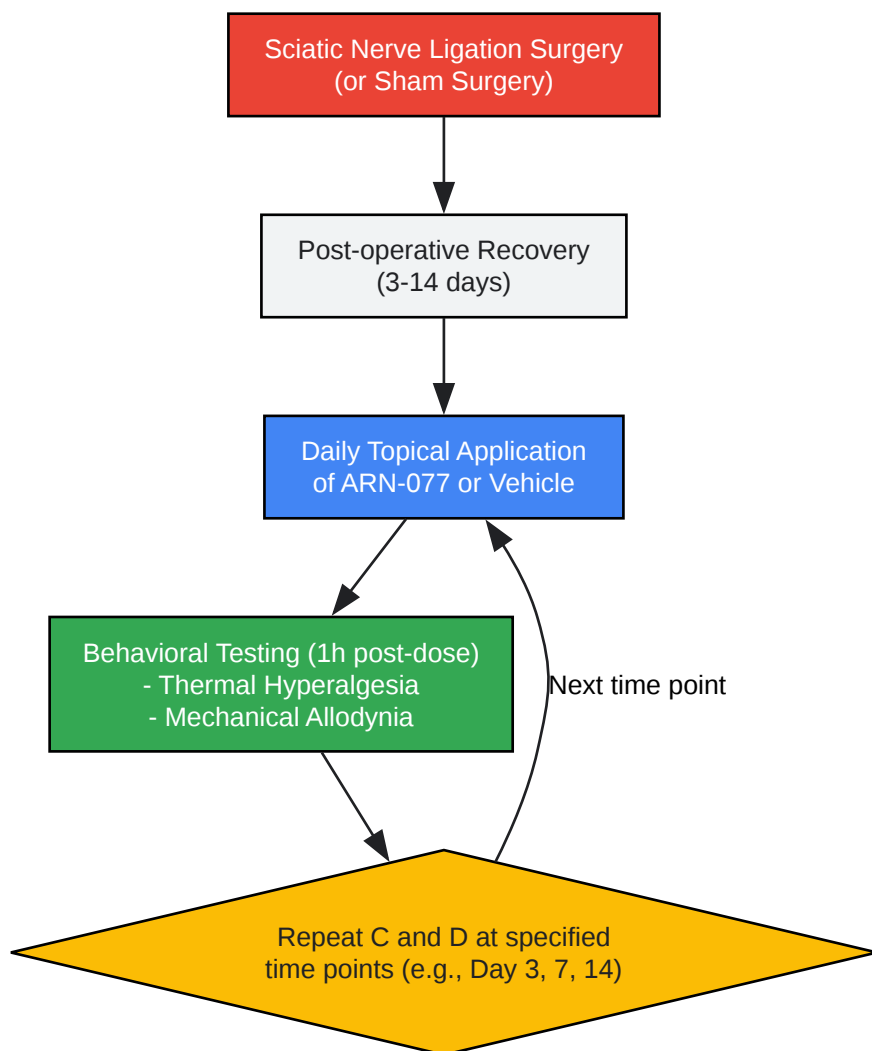 Sciatic Nerve Ligation Surgery
(or Sham Surgery)
Post-operative Recovery
(3-14 days)
Daily Topical Application
of ARN-077 or Vehicle
Behavioral Testing (1h post-dose)
- Thermal Hyperalgesia
- Mechanical Allodynia
Next time point
Repeat C and D at specified
time points (e.g., Day 3, 7, 14)